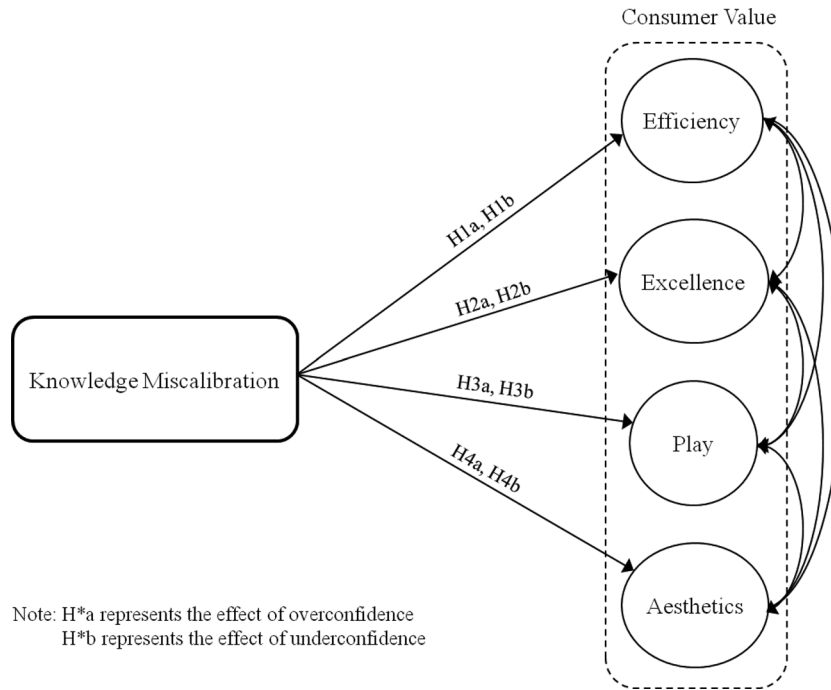 Consumer Value
Efficiency
H1a, H1b
Excellence
H2a, H2b
Knowledge Miscalibration
H3a, H3b
Play
H4a, H4b
Aesthetics
Note: H*a represents the effect of overconfidence
H*b represents the effect of underconfidence